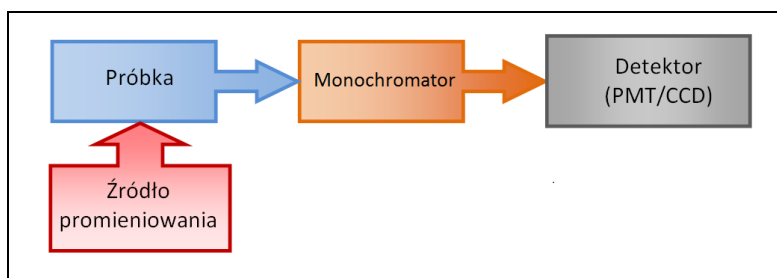 Próbka
Monochromator
Detektor
(PMT/CCD)
Źródło
promieniowania